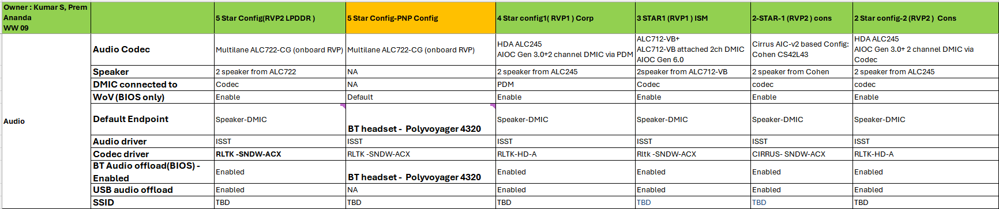 Owner : Kumar S, Prem
Ananda
WW 09
5 Star Config(RVP2 LPDDR )
5 Star Config-PNP Config
4 Star config1( RVP1 ) Corp
3 STAR1 (RVP1 ) ISM
2-STAR-1 (RVP2 ) cons
2 Star config-2 (RVP2 ) Cons
Audio
Audio Codec
Multilane ALC722-CG (onboard RVP)
Multilane ALC722-CG (onboard RVP)
HDA ALC245
AIOC Gen 3.0+2 channel DMIC via PDM
ALC712-VB+
ALC712-VB attached 2ch DMIC
AIOC Gen 6.0
Cirrus AIC-v2 based Config:
Cohen CS42L43
HDA ALC245
AIOC Gen 3.0+ 2 channel DMIC via
Codec
Speaker
2 speaker from ALC722
NA
2 speaker from ALC245
2speaker from ALC712-VB
2 speaker from Cohen
2 speaker from ALC245
DMIC connected to
Codec
NA
PDM
Codec
codec
codec
WoV (BIOS only)
Enable
Default
Enable
Enable
Enable
Enable
Default Endpoint
Speaker-DMIC
BT headset - Polyvoyager 4320
Speaker-DMIC
Speaker-DMIC
Speaker-DMIC
Speaker-DMIC
Audio driver
ISST
ISST
ISST
ISST
ISST
ISST
Codec driver
RLTK -SNDW-ACX
RLTK -SNDW-ACX
RLTK-HD-A
Rltk -SNDW-ACX
CIRRUS- SNDW-ACX
RLTK-HD-A
BT Audio offload(BIOS) -
Enabled
Enabled
BT headset - Polyvoyager 4320
Enabled
Enabled
Enabled
Enabled
USB audio offload
Enabled
NA
Enabled
Enabled
Enabled
Enabled
SSID
TBD
TBD
TBD
TBD
TBD
TBD